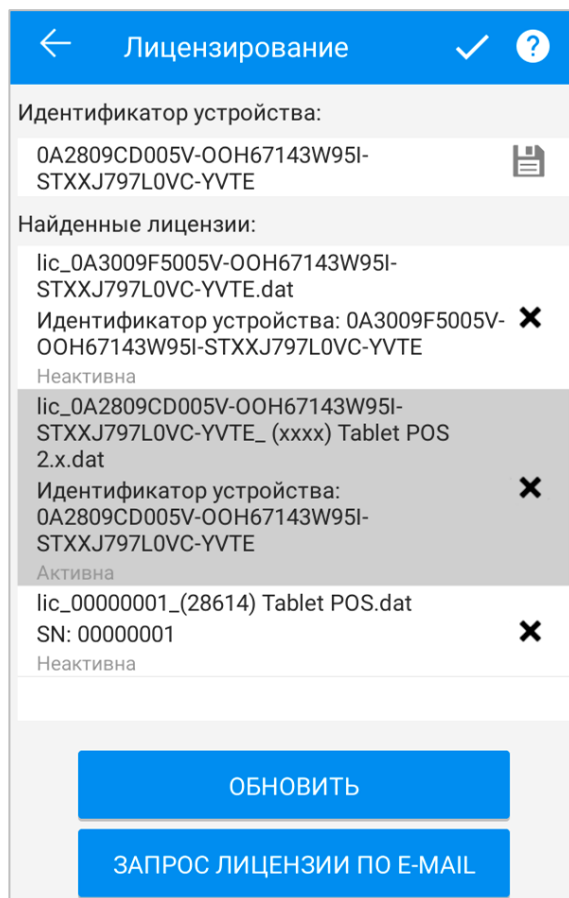 Лицензирование
Идентификатор устройства:
0A2809CD005V-OOH67143W95I-
STXXJ797L0VC-YVTE
Найденные лицензии:
lic_0A3009F5005V-OOH67143W95I-
STXXJ797L0VC-YVTE.dat
Идентификатор устройства: 0A3009F5005V-
OOH67143W95I-STXXJ797L0VC-YVTE
Неактивна
lic_0A2809CD005V-OOH67143W95I-
STXXJ797L0VC-YVTE_ (xxxx) Tablet POS
2.x.dat
Идентификатор устройства:
0A2809CD005V-OOH67143W95I-
STXXJ797L0VC-YVTE
Активна
lic_00000001_(28614) Tablet POS.dat
SN: 00000001
Неактивна
ОБНОВИТЬ
ЗАПРОС ЛИЦЕНЗИИ ПО E-MAIL